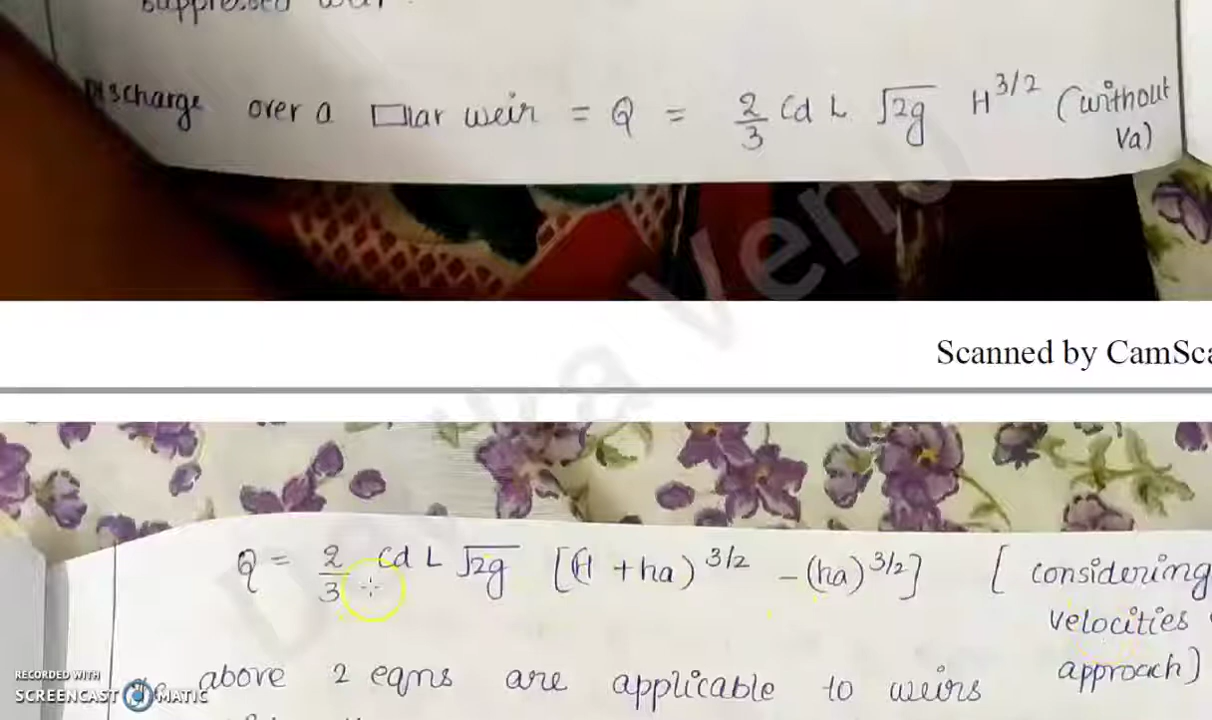 suppressed weir.
Discharge over a □lar weir = Q = 2/3 Cd L √2g H^3/2 (without
Va)
Scanned by CamSca
Q = 2/3 Cd L √2g [(H + ha)^3/2 - (ha)^3/2] [considering
velocities
approach)
above 2 eqns are applicable to weirs
RECORDED WITH
SCREENCAST MATIC